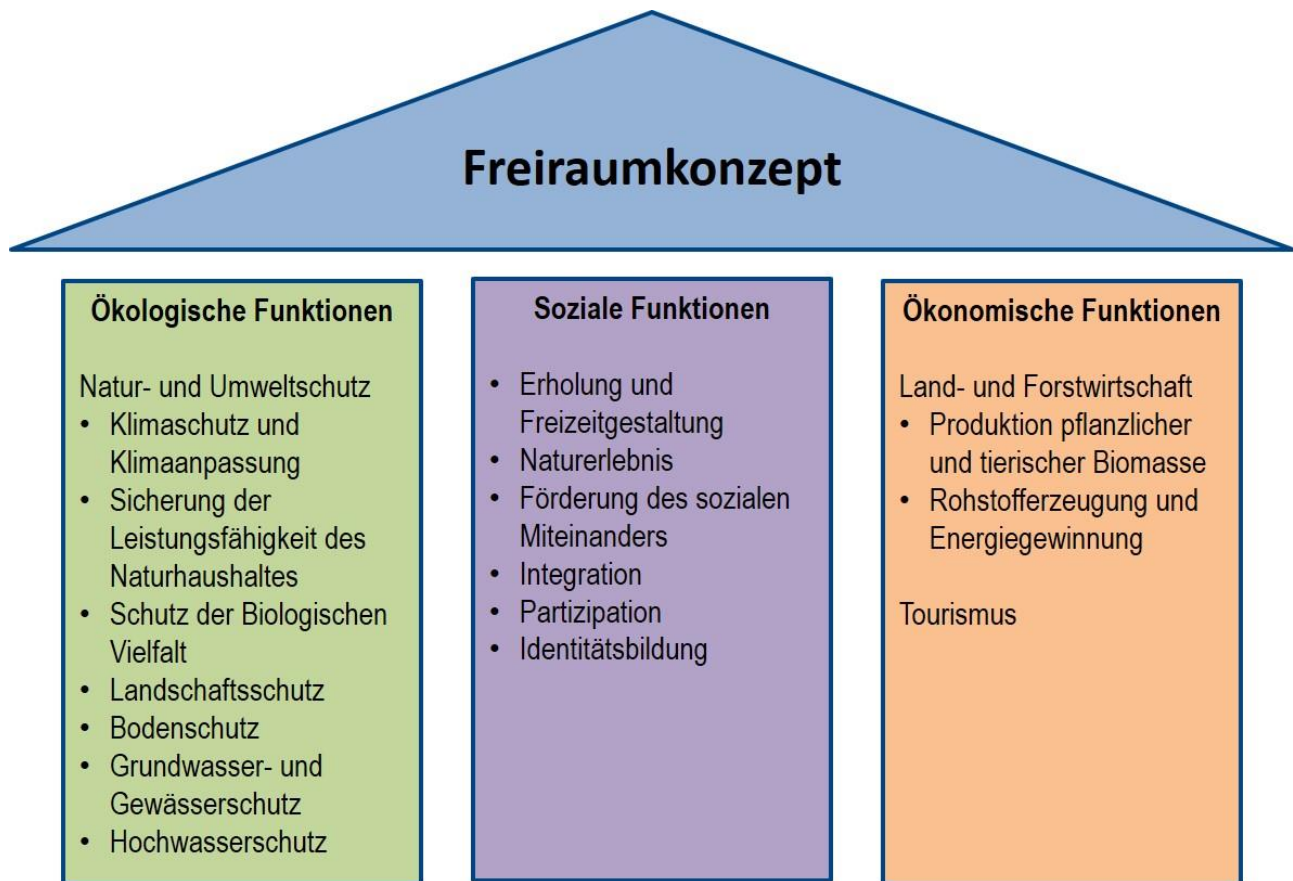 Freiraumkonzept
Ökologische Funktionen
Natur- und Umweltschutz
• Klimaschutz und
Klimaanpassung
• Sicherung der
Leistungsfähigkeit des
Naturhaushaltes
• Schutz der Biologischen
Vielfalt
• Landschaftsschutz
• Bodenschutz
• Grundwasser- und
Gewässerschutz
• Hochwasserschutz
Soziale Funktionen
• Erholung und
Freizeitgestaltung
• Naturerlebnis
• Förderung des sozialen
Miteinanders
• Integration
• Partizipation
• Identitätsbildung
Ökonomische Funktionen
Land- und Forstwirtschaft
• Produktion pflanzlicher
und tierischer Biomasse
• Rohstofferzeugung und
Energiegewinnung
Tourismus